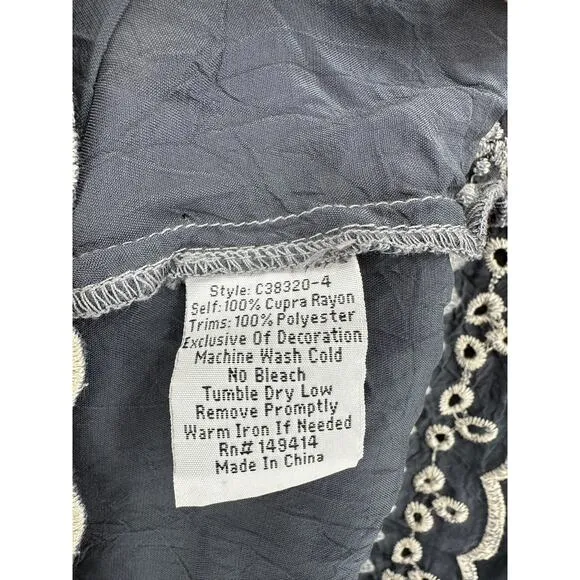 Style: C38320-4
Self: 100% Cupra Rayon
Trims: 100% Polyester
Exclusive Of Decoration
Machine Wash Cold
No Bleach
Tumble Dry Low
Remove Promptly
Warm Iron If Needed
Rn# 149414
Made In China